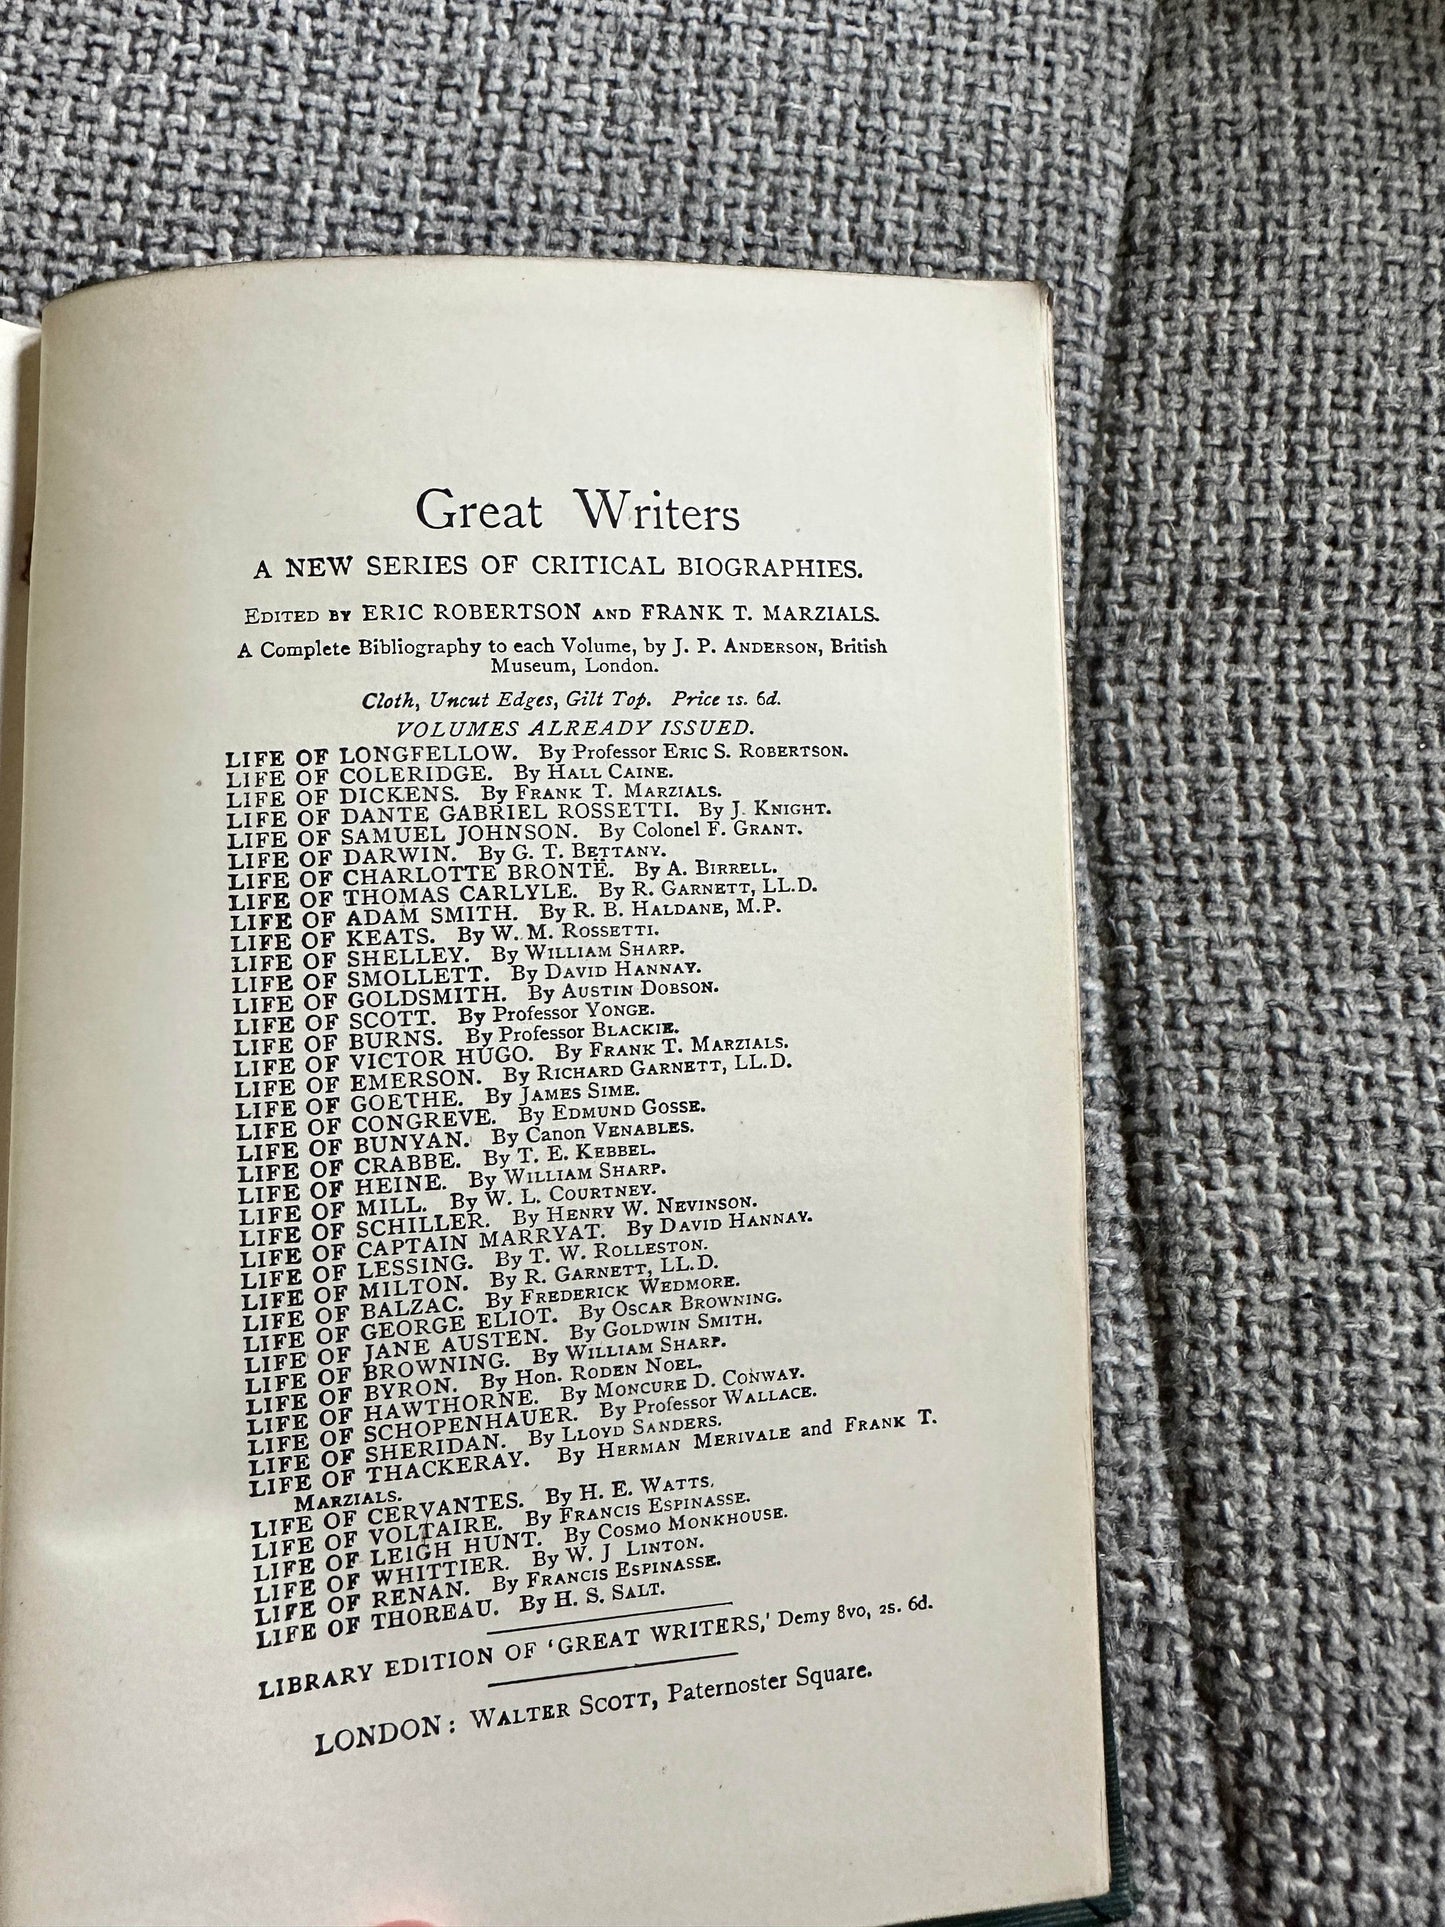 Great Writers
A NEW SERIES OF CRITICAL BIOGRAPHIES.
EDITED BY ERIC ROBERTSON AND FRANK T. MARZIALS.
A Complete Bibliography to each Volume, by J. P. ANDERSON, British
Museum, London.
Cloth, Uncut Edges, Gilt Top. Price 1s. 6d.
VOLUMES ALREADY ISSUED.
LIFE OF LONGFELLOW. By Professor ERIC S. ROBERTSON.
LIFE OF COLERIDGE. By HALL CAINE.
LIFE OF DICKENS. By FRANK T. MARZIALS.
LIFE OF DANTE GABRIEL ROSSETTI. By J. KNIGHT.
LIFE OF SAMUEL JOHNSON. By Colonel F. GRANT.
LIFE OF DARWIN. By G. T. BETTANY.
LIFE OF CHARLOTTE BRONTË. By A. BIRRELL.
LIFE OF THOMAS CARLYLE. By R. GARNETT, LL.D.
LIFE OF ADAM SMITH. By R. B. HALDANE, M.P.
LIFE OF KEATS. By W. M. ROSSETTI.
LIFE OF SHELLEY. By WILLIAM SHARP.
LIFE OF SMOLLETT. By DAVID HANNAY.
LIFE OF GOLDSMITH. By AUSTIN DOBSON.
LIFE OF SCOTT. By Professor YONGE.
LIFE OF BURNS. By Professor BLACKIE.
LIFE OF VICTOR HUGO. By FRANK T. MARZIALS.
LIFE OF EMERSON. By RICHARD GARNETT, LL.D.
LIFE OF GOETHE. By JAMES SIME.
LIFE OF CONGREVE. By EDMUND GOSSE.
LIFE OF BUNYAN. By Canon VENABLES.
LIFE OF CRABBE. By T. E. KEBBEL.
LIFE OF HEINE. By WILLIAM SHARP.
LIFE OF MILL. By W. L. COURTNEY.
LIFE OF SCHILLER. By HENRY W. NEVINSON.
LIFE OF CAPTAIN MARRYAT. By DAVID HANNAY.
LIFE OF LESSING. By T. W. ROLLESTON.
LIFE OF MILTON. By R. GARNETT, LL.D.
LIFE OF BALZAC. By FREDERICK WEDMORE.
LIFE OF GEORGE ELIOT. By OSCAR BROWNING.
LIFE OF JANE AUSTEN. By GOLDWIN SMITH.
LIFE OF BROWNING. By WILLIAM SHARP.
LIFE OF BYRON. By Hon. RODEN NOEL.
LIFE OF HAWTHORNE. By MONCURE D. CONWAY.
LIFE OF SCHOPENHAUER. By Professor WALLACE.
LIFE OF SHERIDAN. By LLOYD SANDERS.
LIFE OF THACKERAY. By HERMAN MERIVALE and FRANK T.
MARZIALS.
LIFE OF CERVANTES. By H. E. WATTS.
LIFE OF VOLTAIRE. By FRANCIS ESPINASSE.
LIFE OF LEIGH HUNT. By COSMO MONKHOUSE.
LIFE OF WHITTIER. By W. J LINTON.
LIFE OF RENAN. By FRANCIS ESPINASSE.
LIFE OF THOREAU. By H. S. SALT.
LIBRARY EDITION OF 'GREAT WRITERS,' Demy 8vo, 2s. 6d.
LONDON: WALTER SCOTT, Paternoster Square.